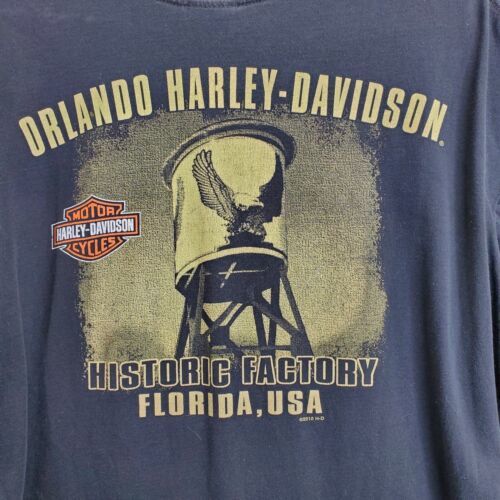 ORLANDO HARLEY-DAVIDSON®
MOTOR
HARLEY-DAVIDSON
CYCLES
HISTORIC FACTORY
FLORIDA, USA